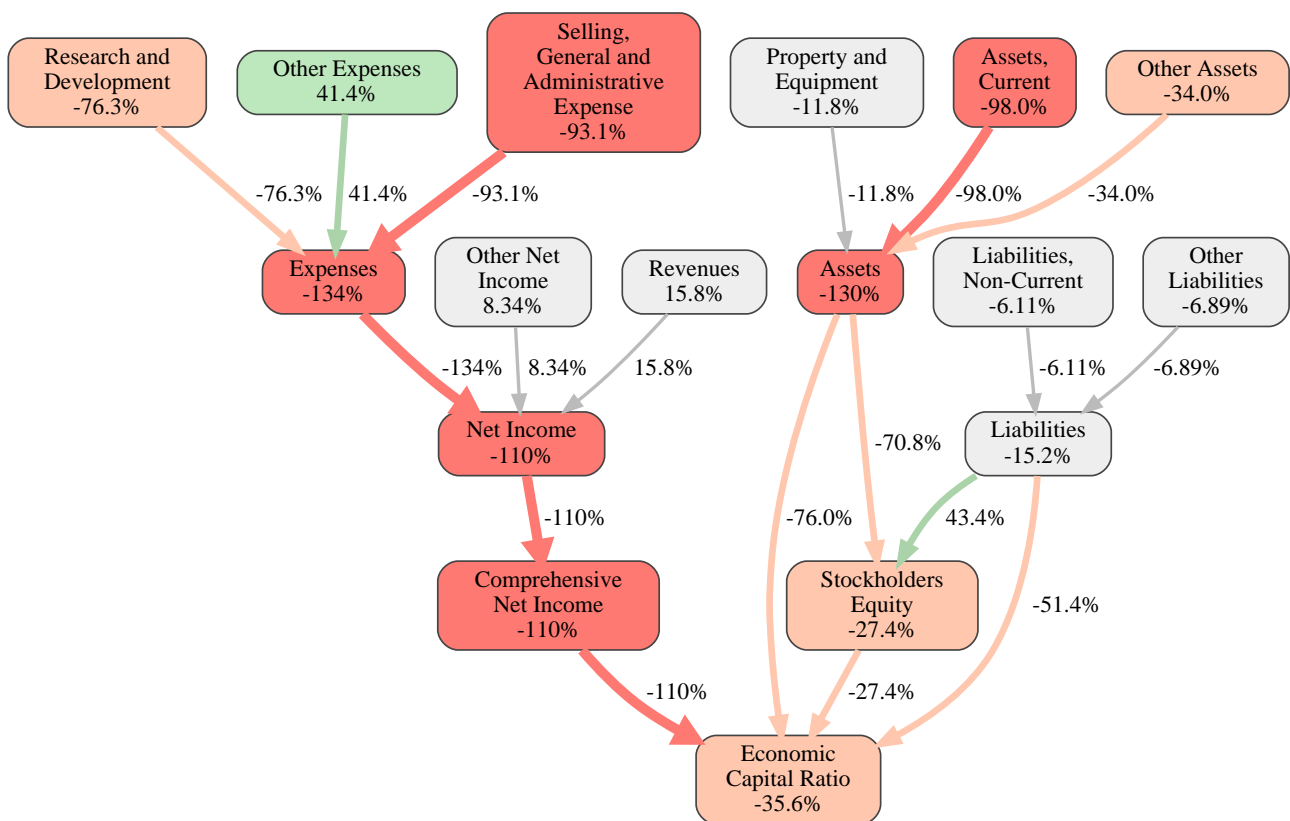 Research and
Development
-76.3%
Other Expenses
41.4%
Selling,
General and
Administrative
Expense
-93.1%
Property and
Equipment
-11.8%
Assets,
Current
-98.0%
Other Assets
-34.0%
-76.3%
41.4%
-93.1%
-11.8%
-98.0%
-34.0%
Expenses
-134%
Other Net
Income
8.34%
Revenues
15.8%
Assets
-130%
Liabilities,
Non-Current
-6.11%
Other
Liabilities
-6.89%
-134%
8.34%
15.8%
-6.11%
-6.89%
Net Income
-110%
-70.8%
Liabilities
-15.2%
-110%
-76.0%
43.4%
Comprehensive
Net Income
-110%
Stockholders
Equity
-27.4%
-51.4%
-110%
-27.4%
Economic
Capital Ratio
-35.6%